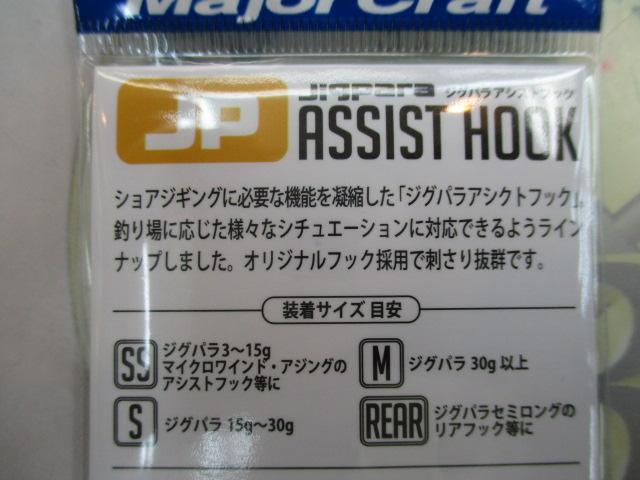 Major Craft
JP
Jigpara ジグパラアシストフック
ASSIST HOOK
ショアジギングに必要な機能を凝縮した「ジグパラアシクトフック」。
釣り場に応じた様々なシチュエーションに対応できるようライン
ナップしました。オリジナルフック採用で刺さり抜群です。
装着サイズ 目安
SS ジグパラ 3〜15g
マイクロワインド・アジングの
アシストフック等に
M ジグパラ 30g 以上
S ジグパラ 15g〜30g
REAR ジグパラセミロングの
リアフック等に